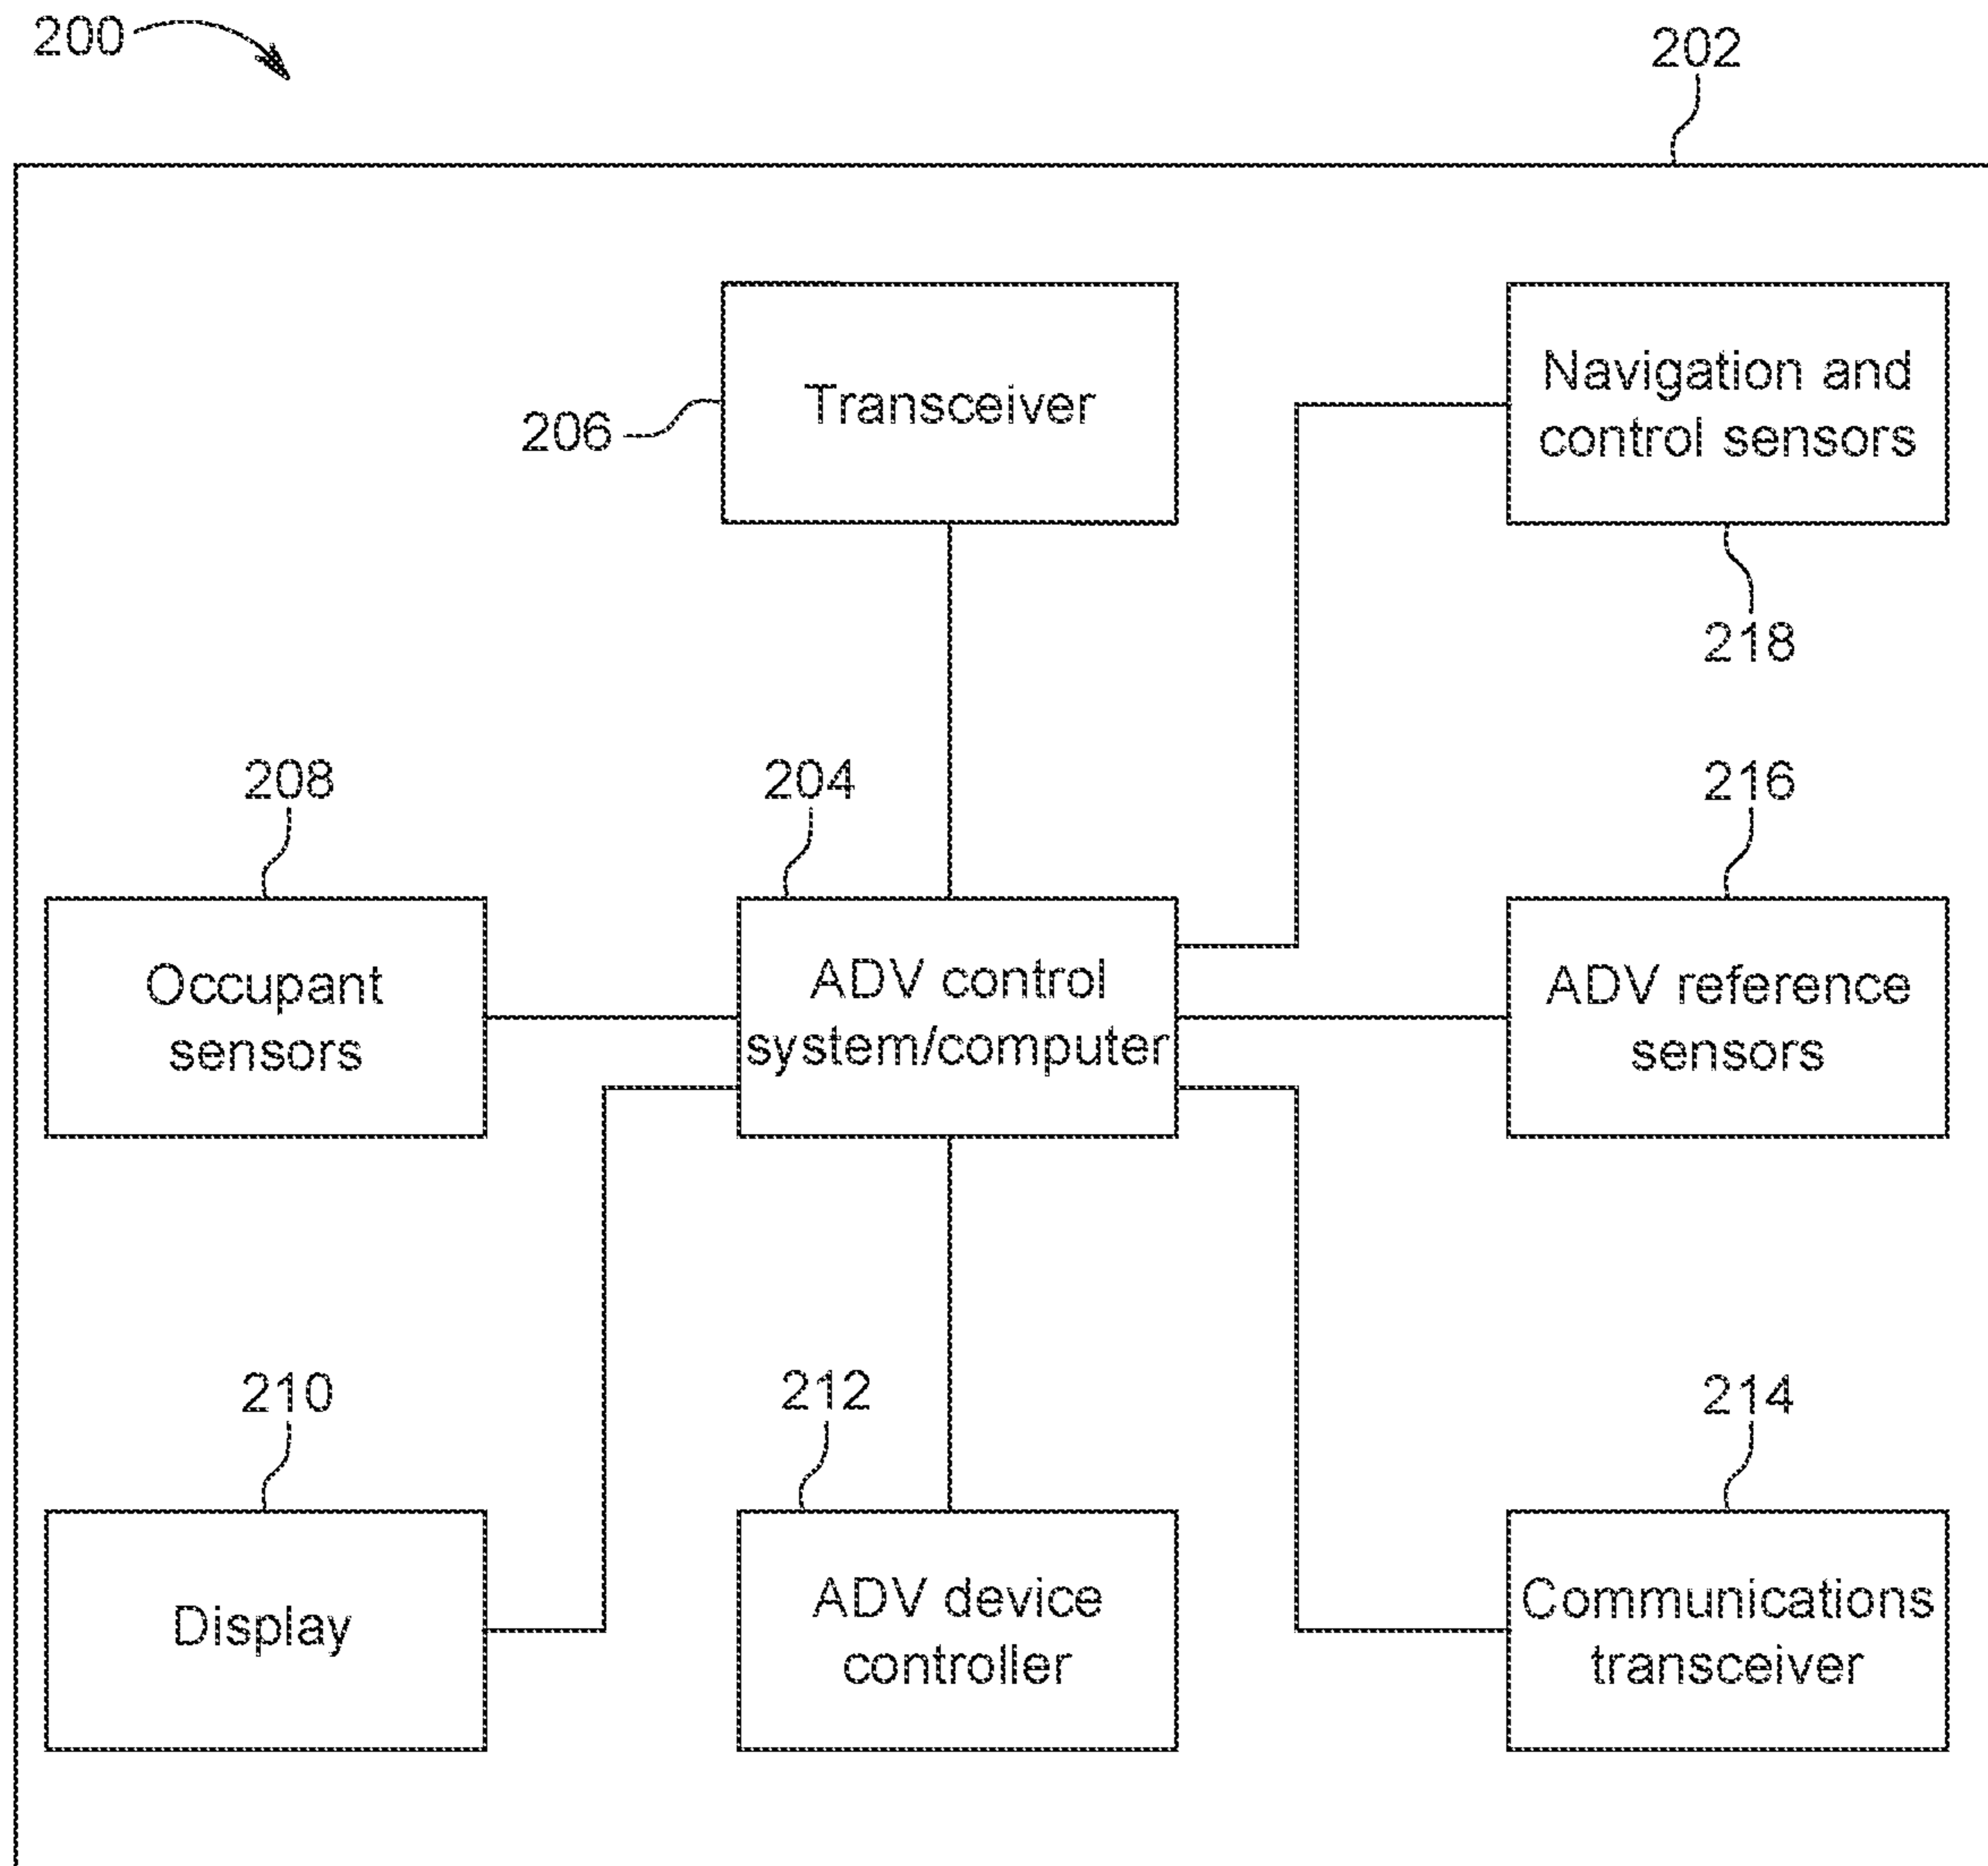 200
202
Transceiver
206
Navigation and
control sensors
218
208
204
216
Occupant
sensors
ADV control
system/computer
ADV reference
sensors
210
212
214
Display
ADV device
controller
Communications
transceiver